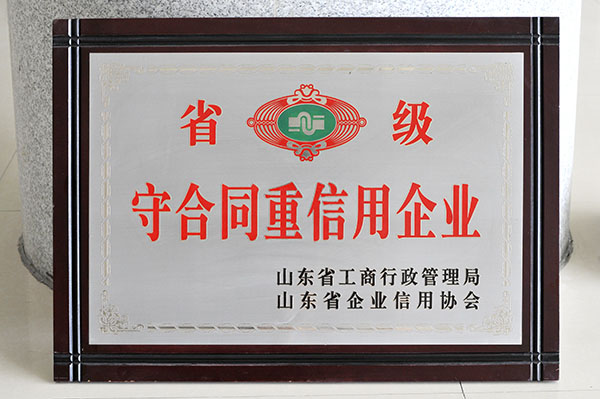 省 级
守合同重信用企业
山东省工商行政管理局
山东省企业信用协会